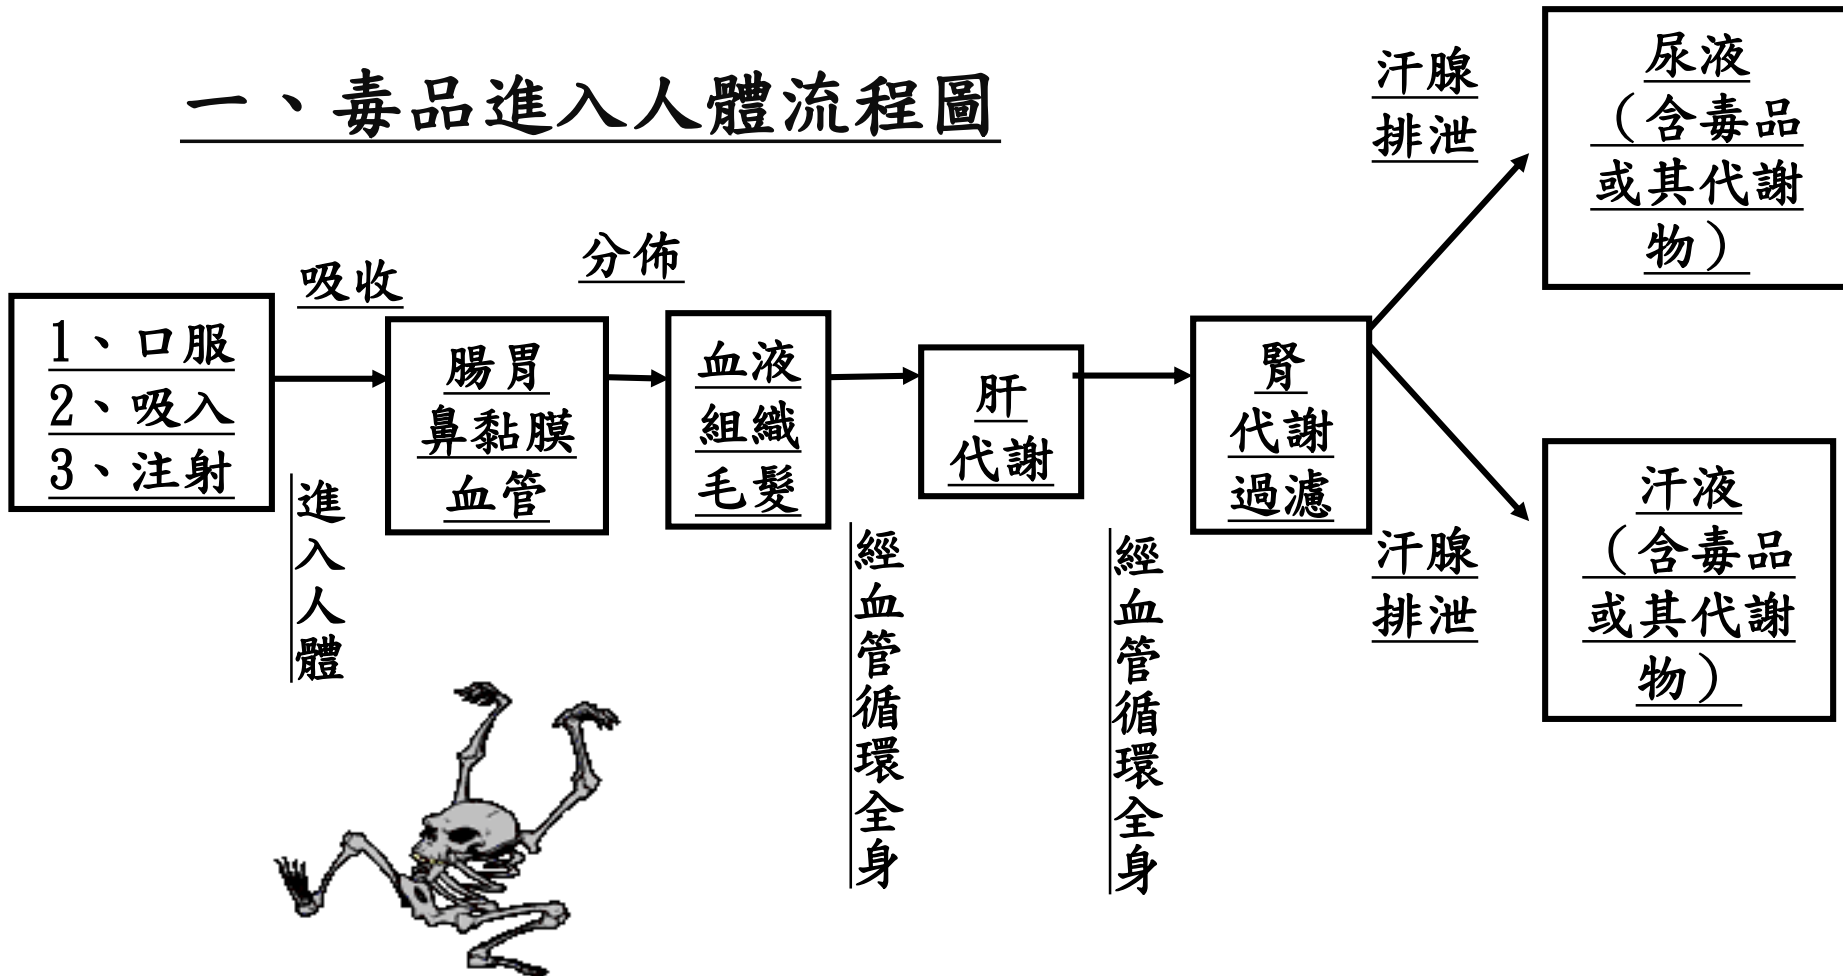 一、毒品進入人體流程圖
1、口服
2、吸入
3、注射
吸收
進入人體
腸胃
鼻黏膜
血管
分佈
血液
組織
毛髮
經血管循環全身
肝
代謝
經血管循環全身
腎
代謝
過濾
汗腺
排泄
尿液
（含毒品
或其代謝
物）
汗腺
排泄
汗液
（含毒品
或其代謝
物）